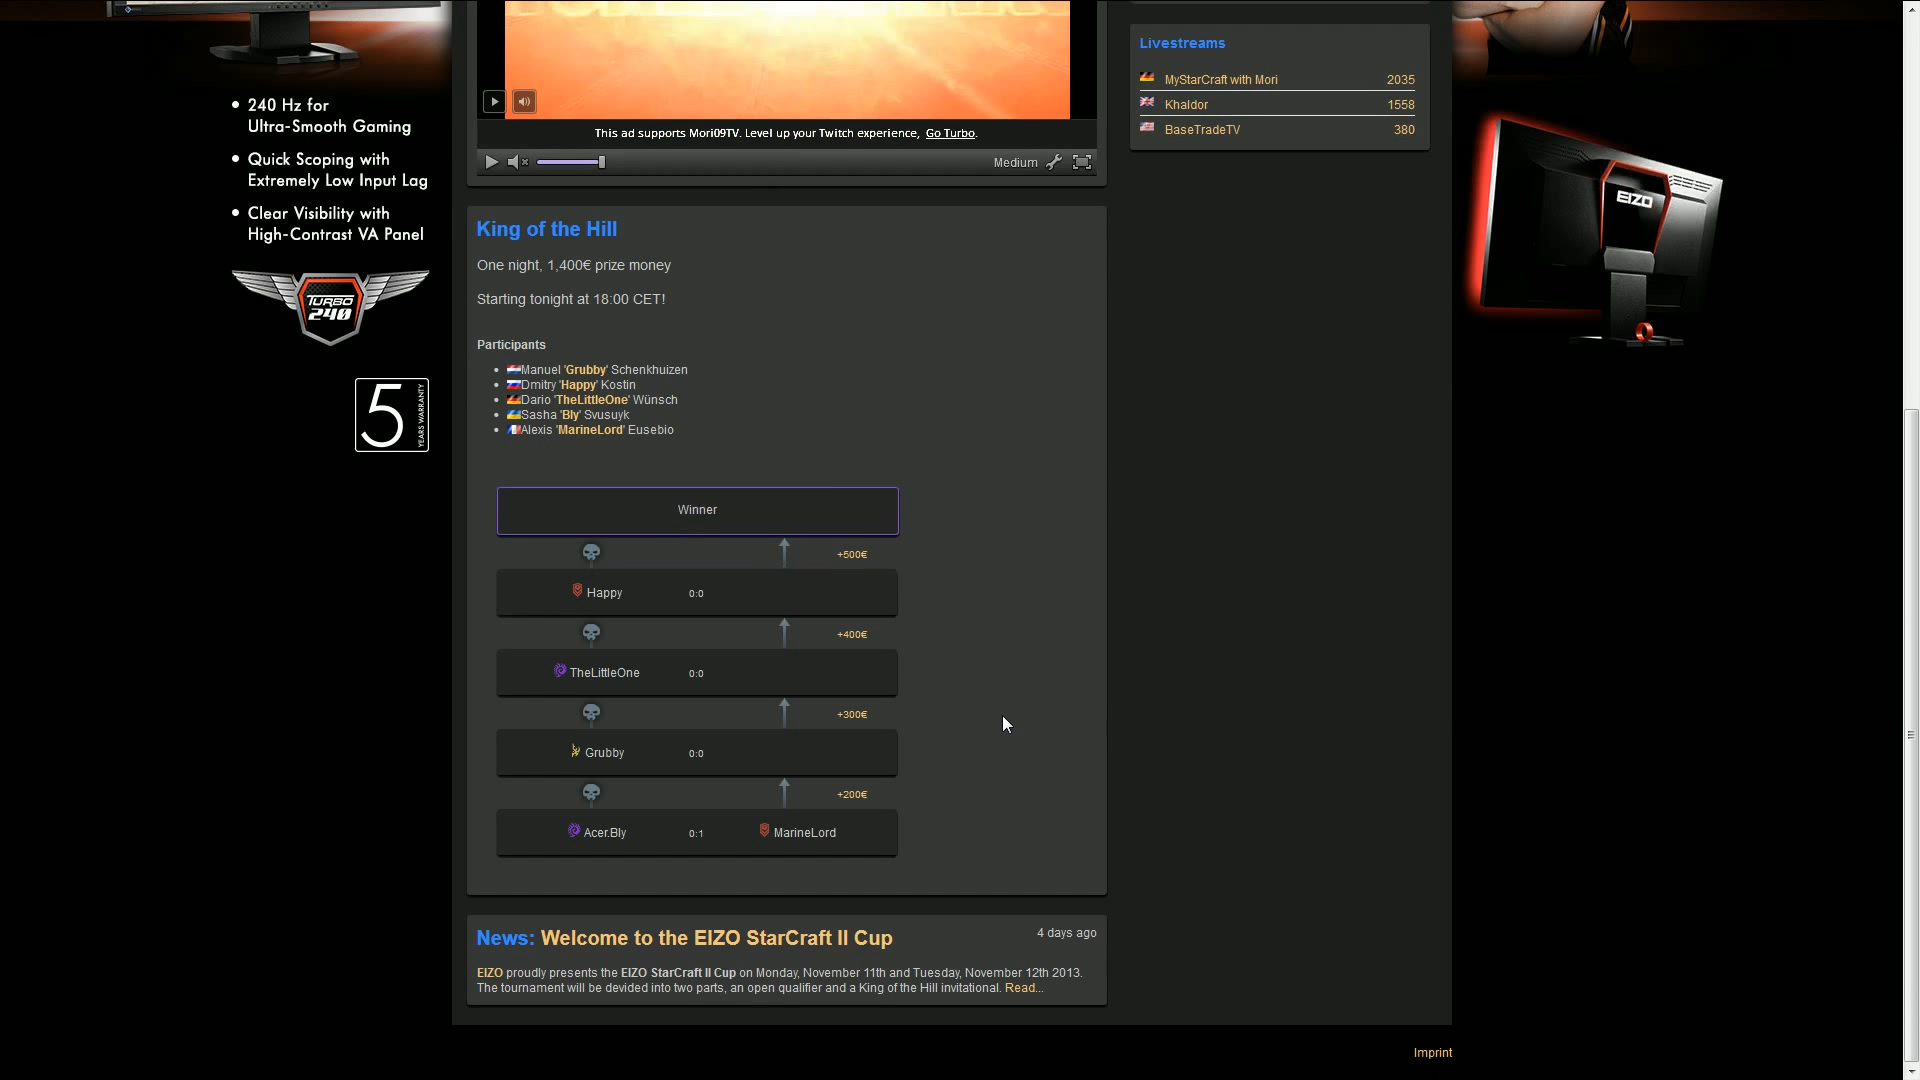 240 Hz for
Ultra-Smooth Gaming
Quick Scoping with
Extremely Low Input Lag
Clear Visibility with
High-Contrast VA Panel
TURBO
240
5
YEARS WARRANTY
This ad supports Mori09TV. Level up your Twitch experience, Go Turbo.
Medium
King of the Hill
One night, 1,400€ prize money
Starting tonight at 18:00 CET!
Participants
Manuel 'Grubby' Schenkhuizen
Dmitry 'Happy' Kostin
Dario 'TheLittleOne' Wünsch
Sasha 'Bly' Svusuyk
Alexis 'MarineLord' Eusebio
Winner
+500€
Happy 0:0
+400€
TheLittleOne 0:0
+300€
Grubby 0:0
+200€
Acer.Bly 0:1 MarineLord
News: Welcome to the EIZO StarCraft II Cup 4 days ago
EIZO proudly presents the EIZO StarCraft II Cup on Monday, November 11th and Tuesday, November 12th 2013.
The tournament will be devided into two parts, an open qualifier and a King of the Hill invitational. Read...
Livestreams
MyStarCraft with Mori 2035
Khaldor 1558
BaseTradeTV 380
EIZO
Imprint